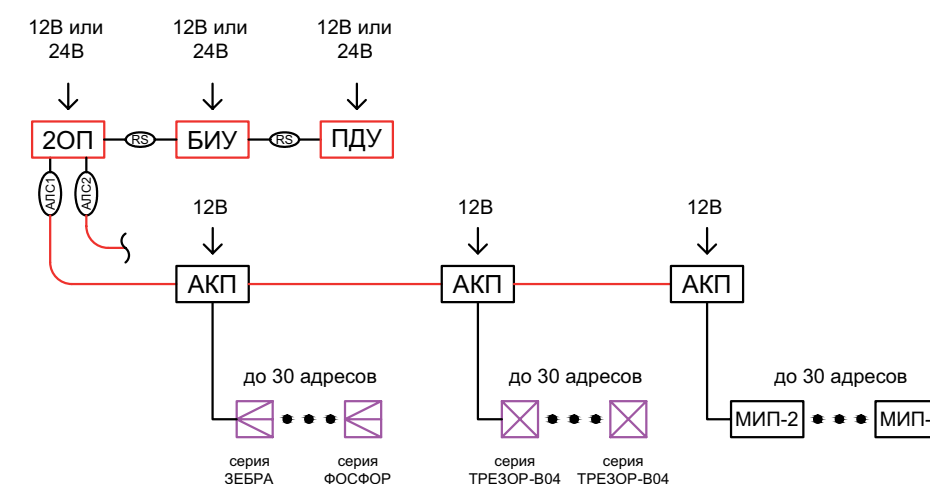 12В или
24В
12В или
24В
12В или
24В
2ОП
RS
БИУ
RS
ПДУ
АЛС1
АЛС2
12В
12В
12В
АКП
АКП
АКП
до 30 адресов
до 30 адресов
до 30 адресов
МИП-2
МИП-
серия
ЗЕБРА
серия
ФОСФОР
серия
ТРЕЗОР-В04
серия
ТРЕЗОР-В04